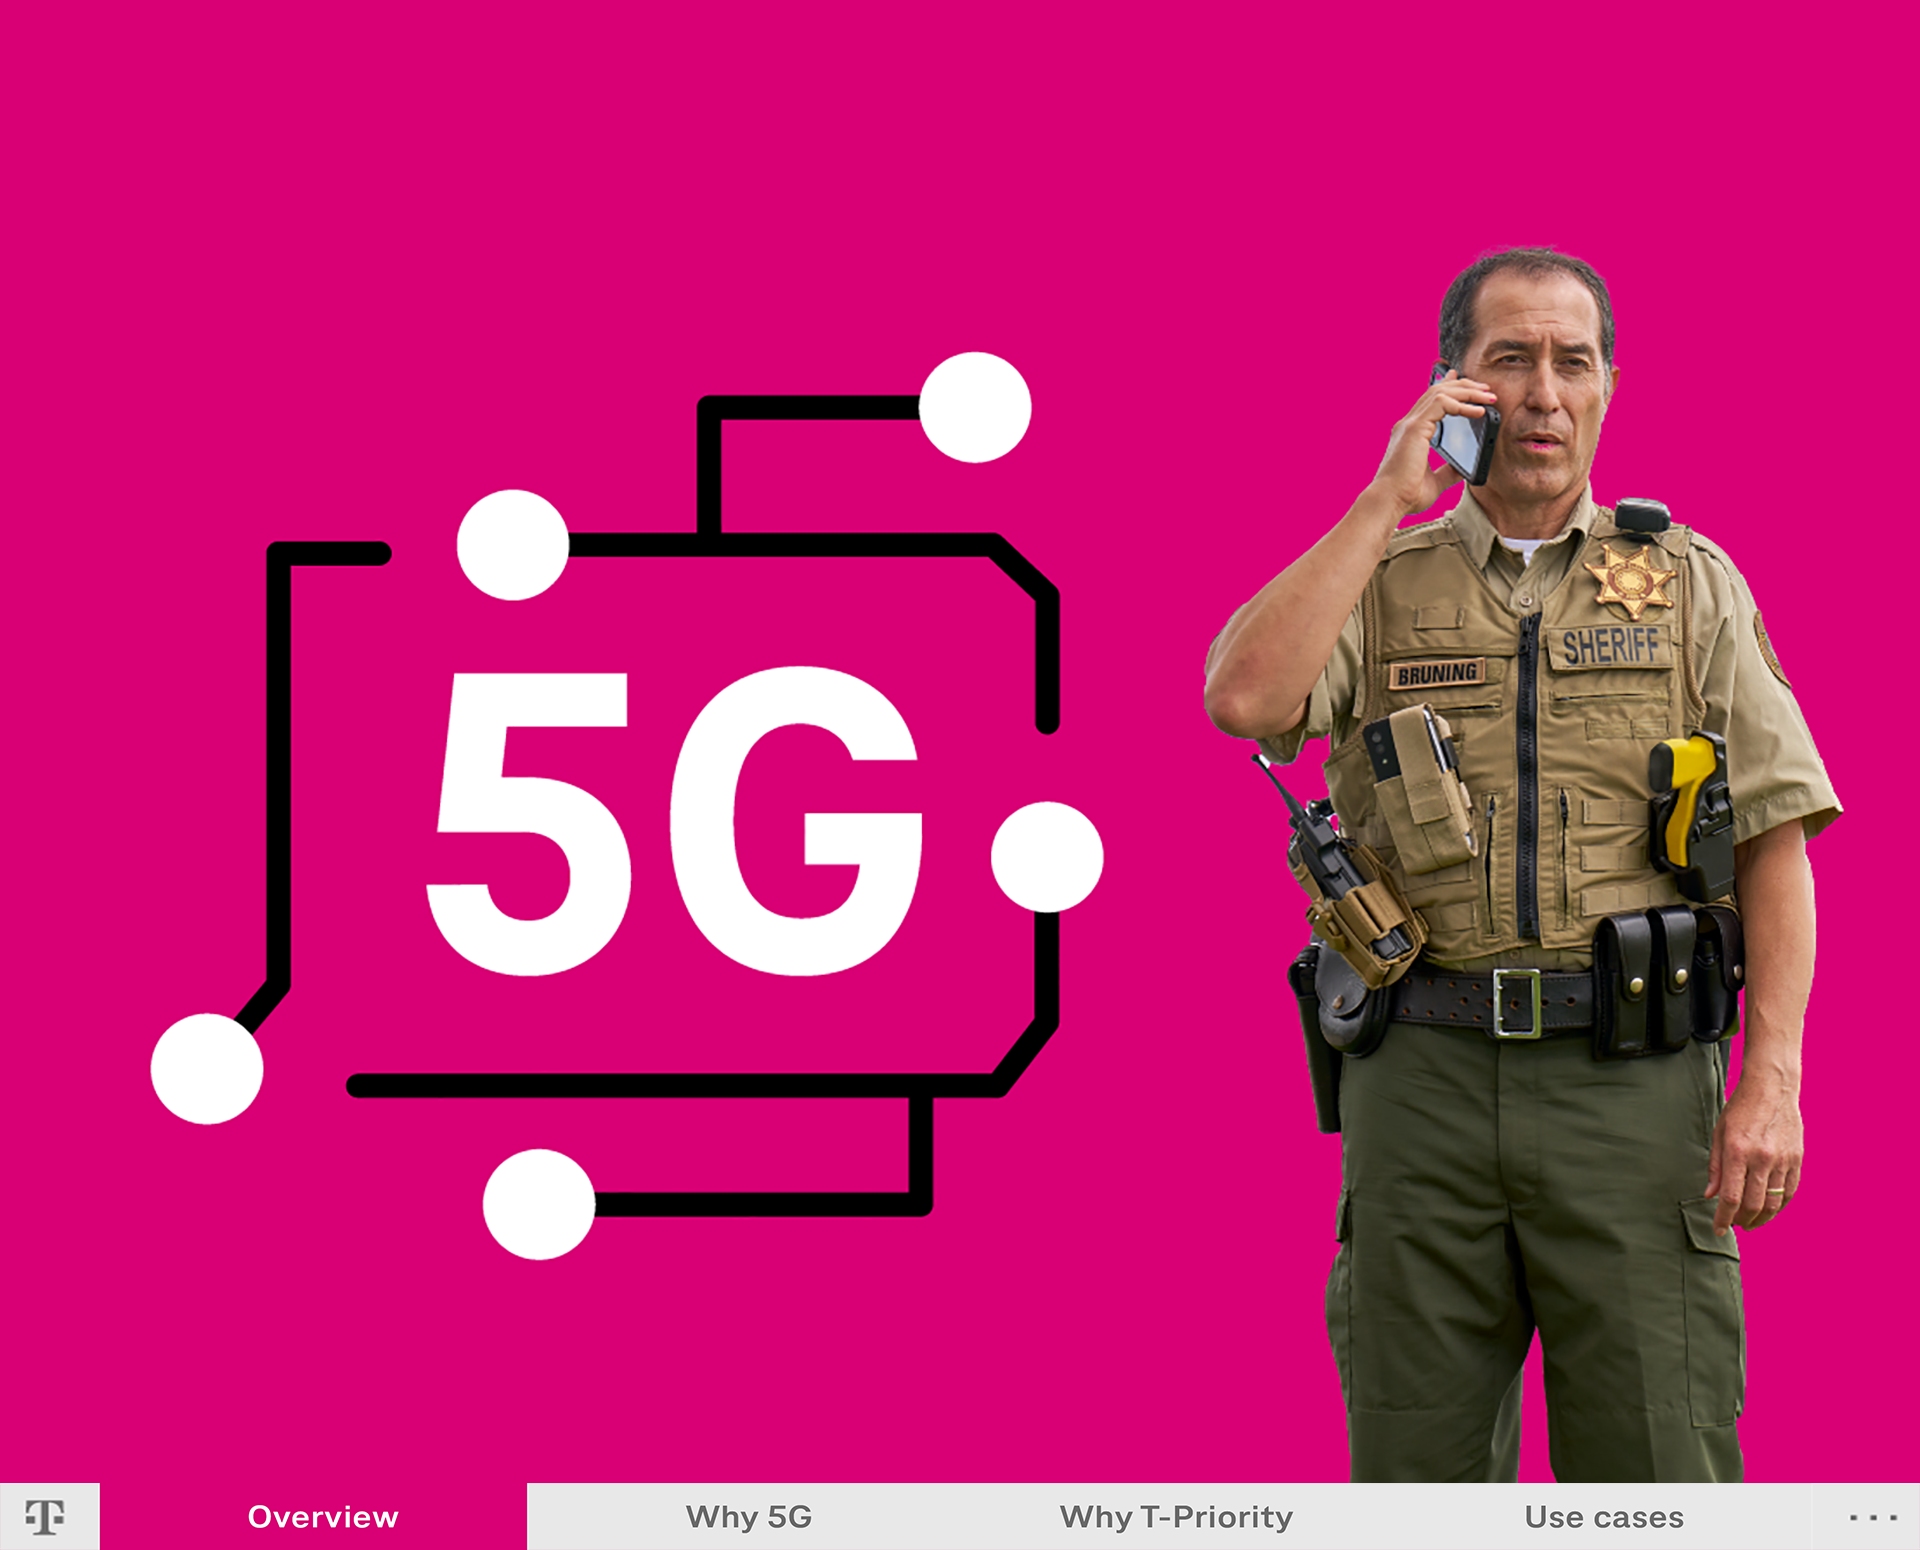 5G
SHERIFF
BRUNING
T
Overview
Why 5G
Why T-Priority
Use cases
...